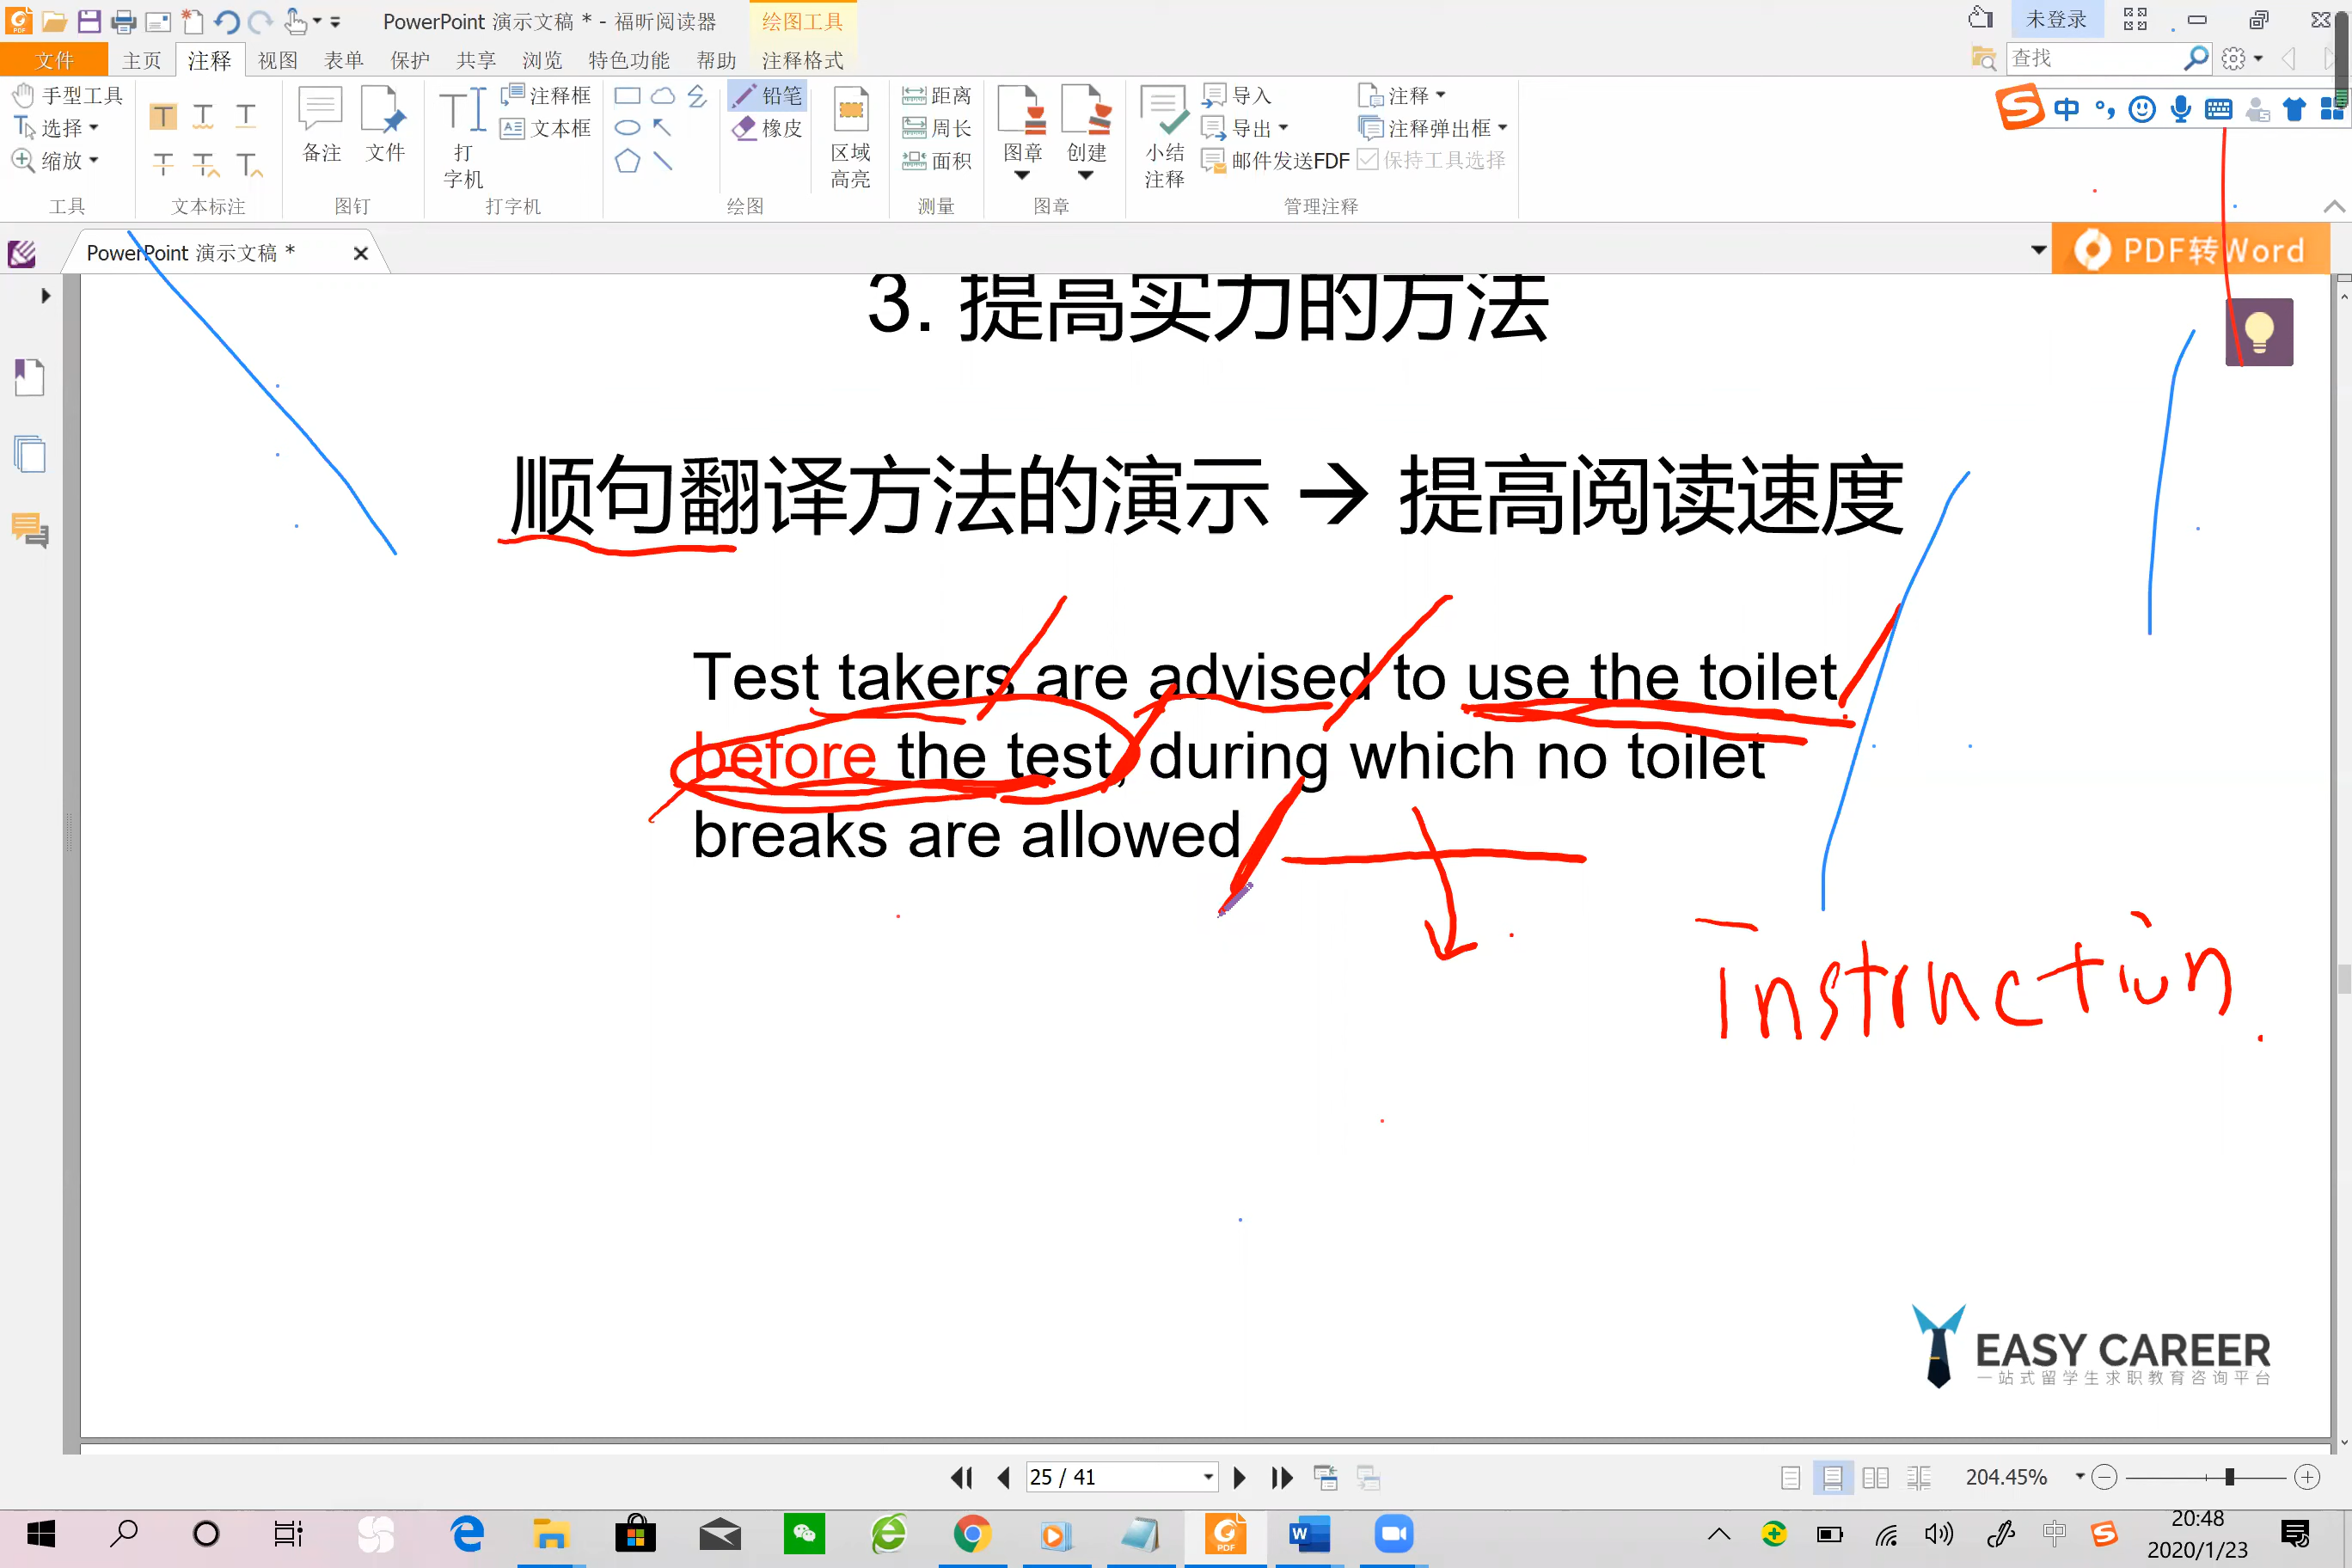 PowerPoint 演示文稿 * - 福昕阅读器
绘图工具
未登录
文件 主页 注释 视图 表单 保护 共享 浏览 特色功能 帮助 注释格式
查找
手型工具
选择
缩放
工具
文本标注
备注
文件
图钉
打
字机
注释框
文本框
打字机
铅笔
橡皮
绘图
区域
高亮
距离
周长
面积
测量
图章
创建
图章
小结
注释
导入
导出
邮件发送FDF
注释
注释弹出框
保持工具选择
管理注释
中
PowerPoint 演示文稿 *
PDF转Word
3. 提高实力的方法
顺句翻译方法的演示 → 提高阅读速度
Test takers are advised to use the toilet
before the test, during which no toilet
breaks are allowed
instruction.
EASY CAREER
一站式留学生求职教育咨询平台
25 / 41
204.45%
中
20:48
2020/1/23